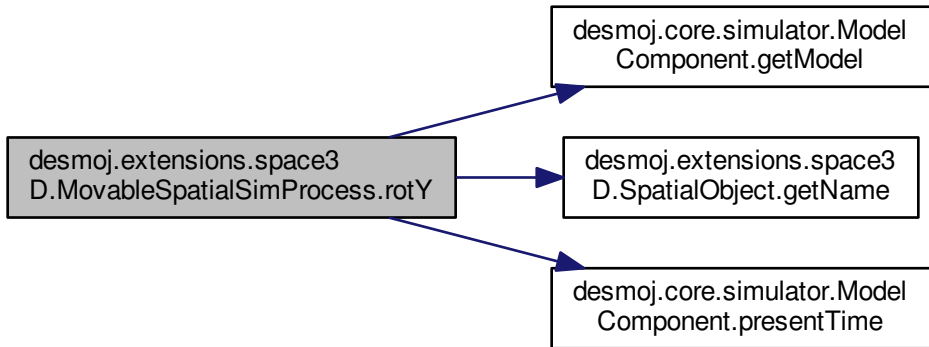 desmoj.core.simulator.Model
Component.getModel
desmoj.extensions.space3
D.MovableSpatialSimProcess.rotY
desmoj.extensions.space3
D.SpatialObject.getName
desmoj.core.simulator.Model
Component.presentTime